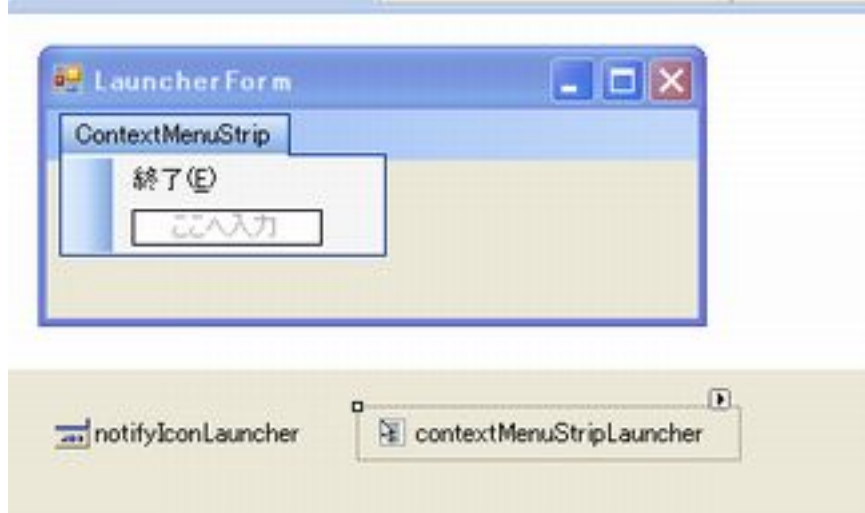 LauncherForm
ContextMenuStrip
終了(E)
ここへ入力
notifyIconLauncher
contextMenuStripLauncher